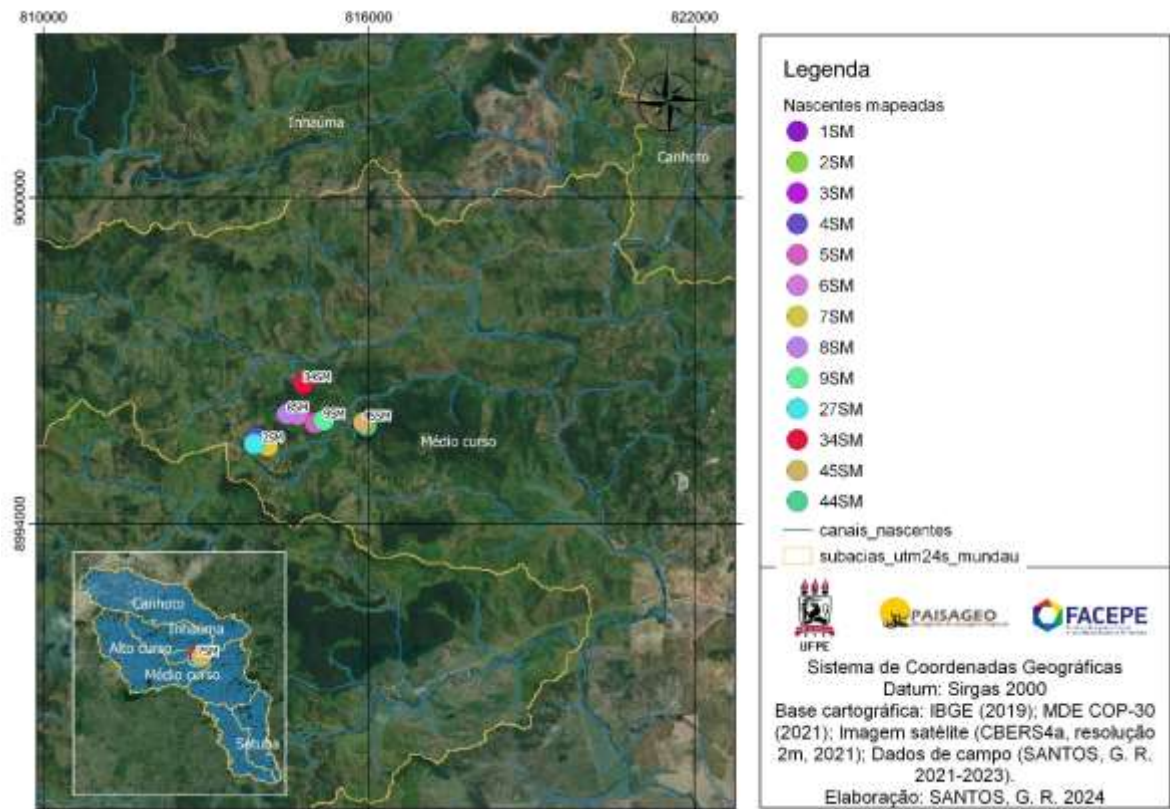 810000
816000
822000
9000000
8994000
Inhaúma
Canhoto
Médio curso
34SM
9SM
Canhoto
Inhaúma
Alto curso
Médio curso
Legenda
Nascentes mapeadas
1SM
2SM
3SM
4SM
5SM
6SM
7SM
8SM
9SM
27SM
34SM
45SM
44SM
canais_nascentes
subacias_utm24s_mundau
UFPE
PAISAGEO
FACEPE
Sistema de Coordenadas Geográficas
Datum: Sirgas 2000
Base cartográfica: IBGE (2019); MDE COP-30
(2021); Imagem satélite (CBERS4a, resolução
2m, 2021); Dados de campo (SANTOS, G. R.
2021-2023).
Elaboração: SANTOS, G. R. 2024